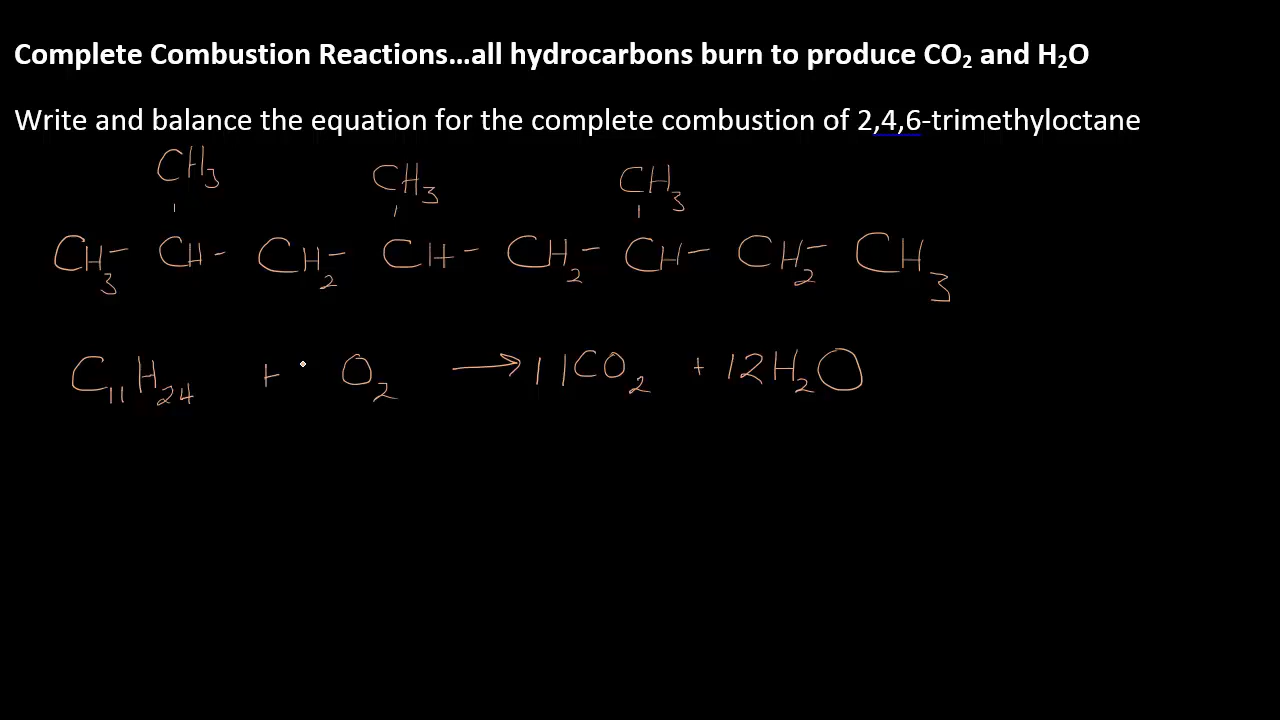 Complete Combustion Reactions…all hydrocarbons burn to produce CO₂ and H₂O
Write and balance the equation for the complete combustion of 2,4,6-trimethyloctane
CH₃ CH₃ CH₃
CH₃ - CH - CH₂ - CH - CH₂ - CH - CH₂ - CH₃
C₁₁H₂₄ + O₂ → 11CO₂ + 12H₂O